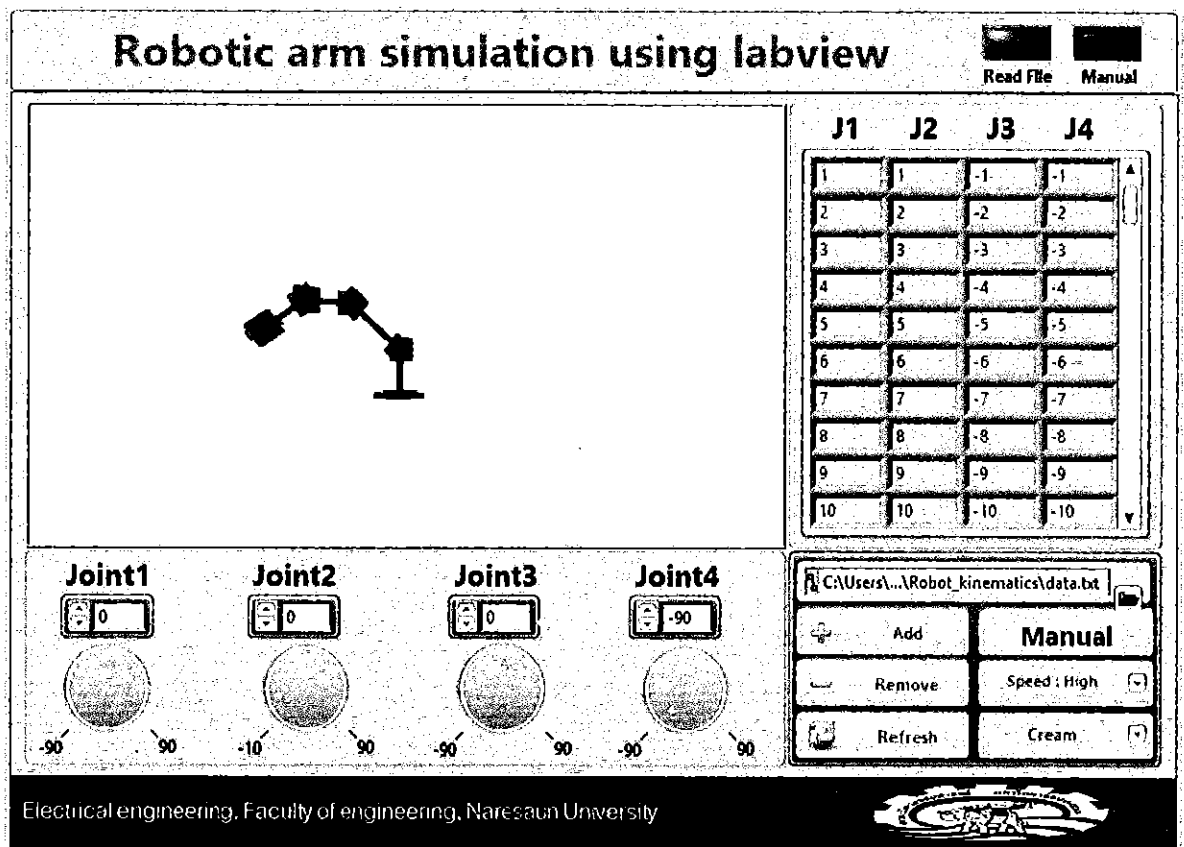 Robotic arm simulation using labview
Read File Manual
J1 J2 J3 J4
1 1 -1 -1
2 2 -2 -2
3 3 -3 -3
4 4 -4 -4
5 5 -5 -5
6 6 -6 -6
7 7 -7 -7
8 8 -8 -8
9 9 -9 -9
10 10 -10 -10
Joint1 Joint2 Joint3 Joint4
0 0 0 -90
-90 90 -10 90 -90 90 -90 90
C:\Users\...\Robot_kinematics\data.txt
Add Manual
Remove Speed : High
Refresh Cream
Electrical engineering, Faculty of engineering, Naresaun University